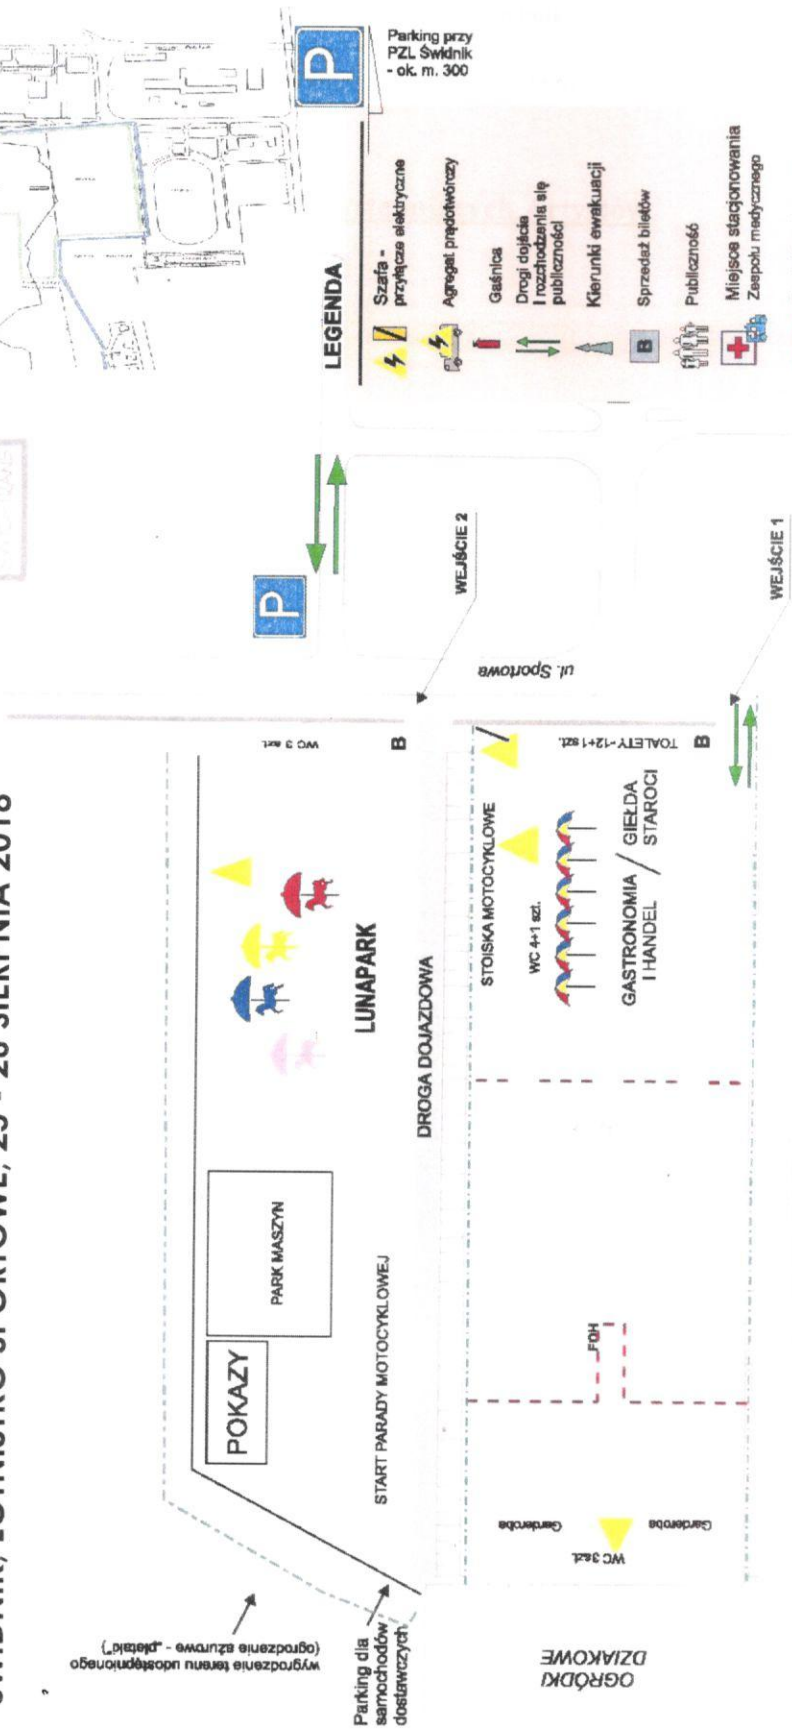 ŚWIDNIK, LOTNISKO SPORTOWE, 25 - 26 SIERPNIA 2018
wygrodzenie terenu udostępnionego
(ogrodzenie ażurowe - „płotki”)
Parking dla
samochodów
dostawczych
POKAZY
PARK MASZYN
START PARADY MOTOCYKLOWEJ
LUNAPARK
WC 3 szt.
B
DROGA DOJAZDOWA
OGRÓDKI
DZIAŁKOWE
Garderoba
WC 3 szt.
Garderoba
FOH
STOISKA MOTOCYKLOWE
WC 4+1 szt.
GASTRONOMIA
I HANDEL
/
GIEŁDA
STAROCI
TOALETY-12+1 szt.
B
ul. Sportowa
WEJŚCIE 2
WEJŚCIE 1
P
P
Parking przy
PZL Świdnik
- ok. m. 300
LEGENDA
Szafa -
przyłącze elektryczne
Agregat prądotwórczy
Gaśnica
Drogi dojścia
i rozchodzenia się
publiczności
Kierunki ewakuacji
B
Sprzedaż biletów
Publiczność
Miejsce stacjonowania
Zespołu medycznego